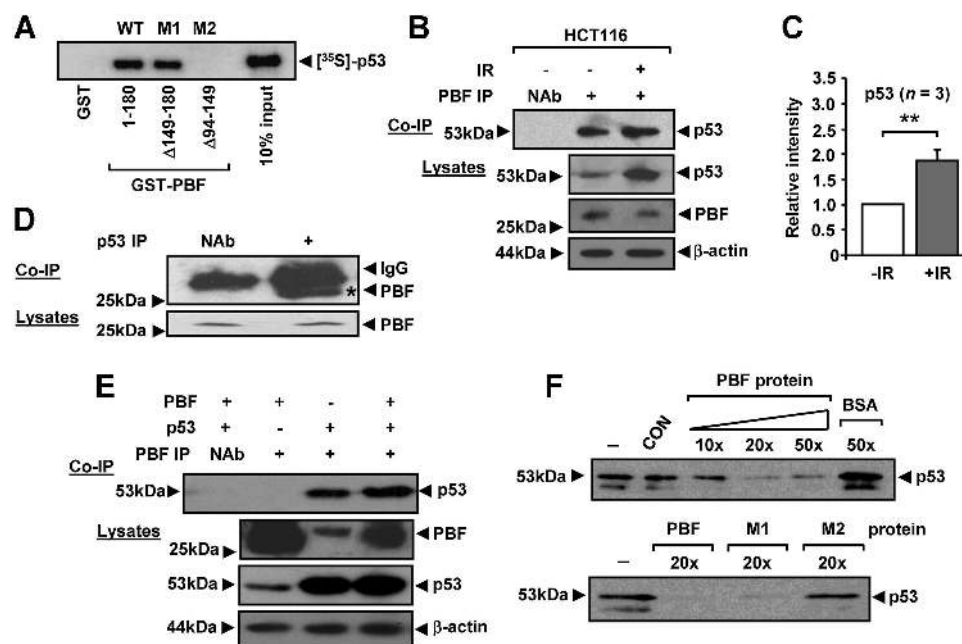 A
WT M1 M2
[³⁵S]-p53
GST
1-180
Δ149-180
Δ94-149
10% input
GST-PBF
B
HCT116
IR - - +
PBF IP NAb + +
Co-IP 53kDa p53
Lysates
53kDa p53
25kDa PBF
44kDa β-actin
C
p53 (n = 3)
**
Relative intensity
3.5
3.0
2.5
2.0
1.5
1.0
0.5
0
-IR +IR
D
p53 IP NAb +
Co-IP
IgG
* PBF
25kDa
Lysates
25kDa PBF
E
PBF + + - +
p53 + - + +
PBF IP NAb + + +
Co-IP
53kDa p53
Lysates
PBF
25kDa
53kDa p53
44kDa β-actin
F
PBF protein
BSA
– CON 10x 20x 50x 50x
53kDa p53
PBF M1 M2 protein
– 20x 20x 20x
53kDa p53